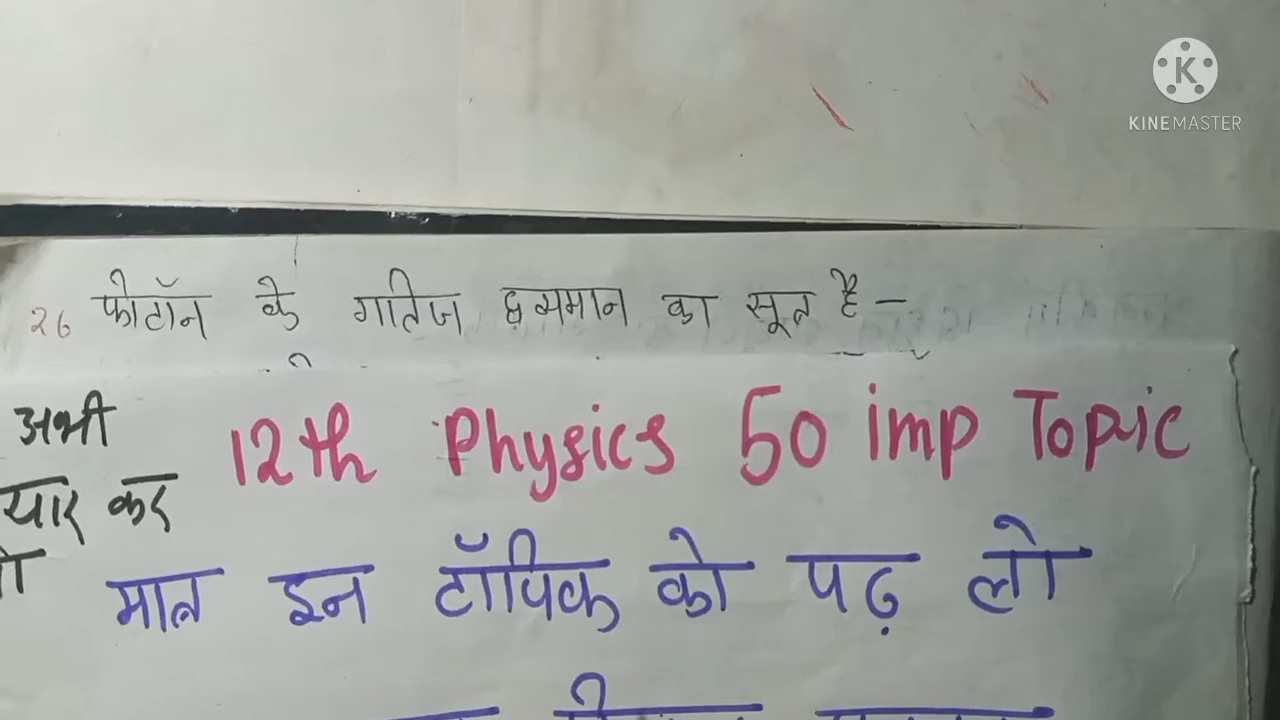 KINEMASTER
26 फोटॉन के गतिज द्रव्यमान का सूत्र है -
अभी
12th Physics 50 imp Topic
यार कर
मात्र इन टॉपिक को पढ़ लो